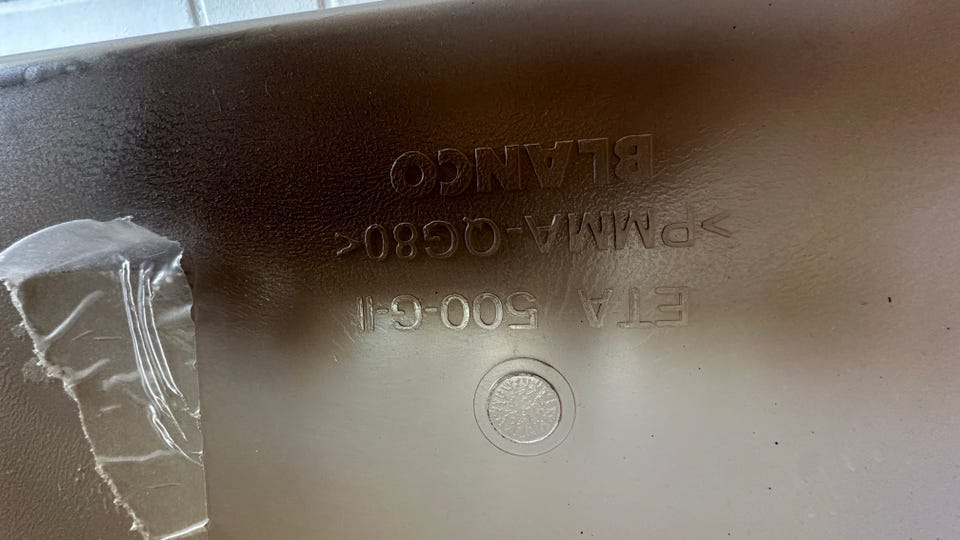 BLANCO
>PMMA-QG80<
ETA 500-G-II